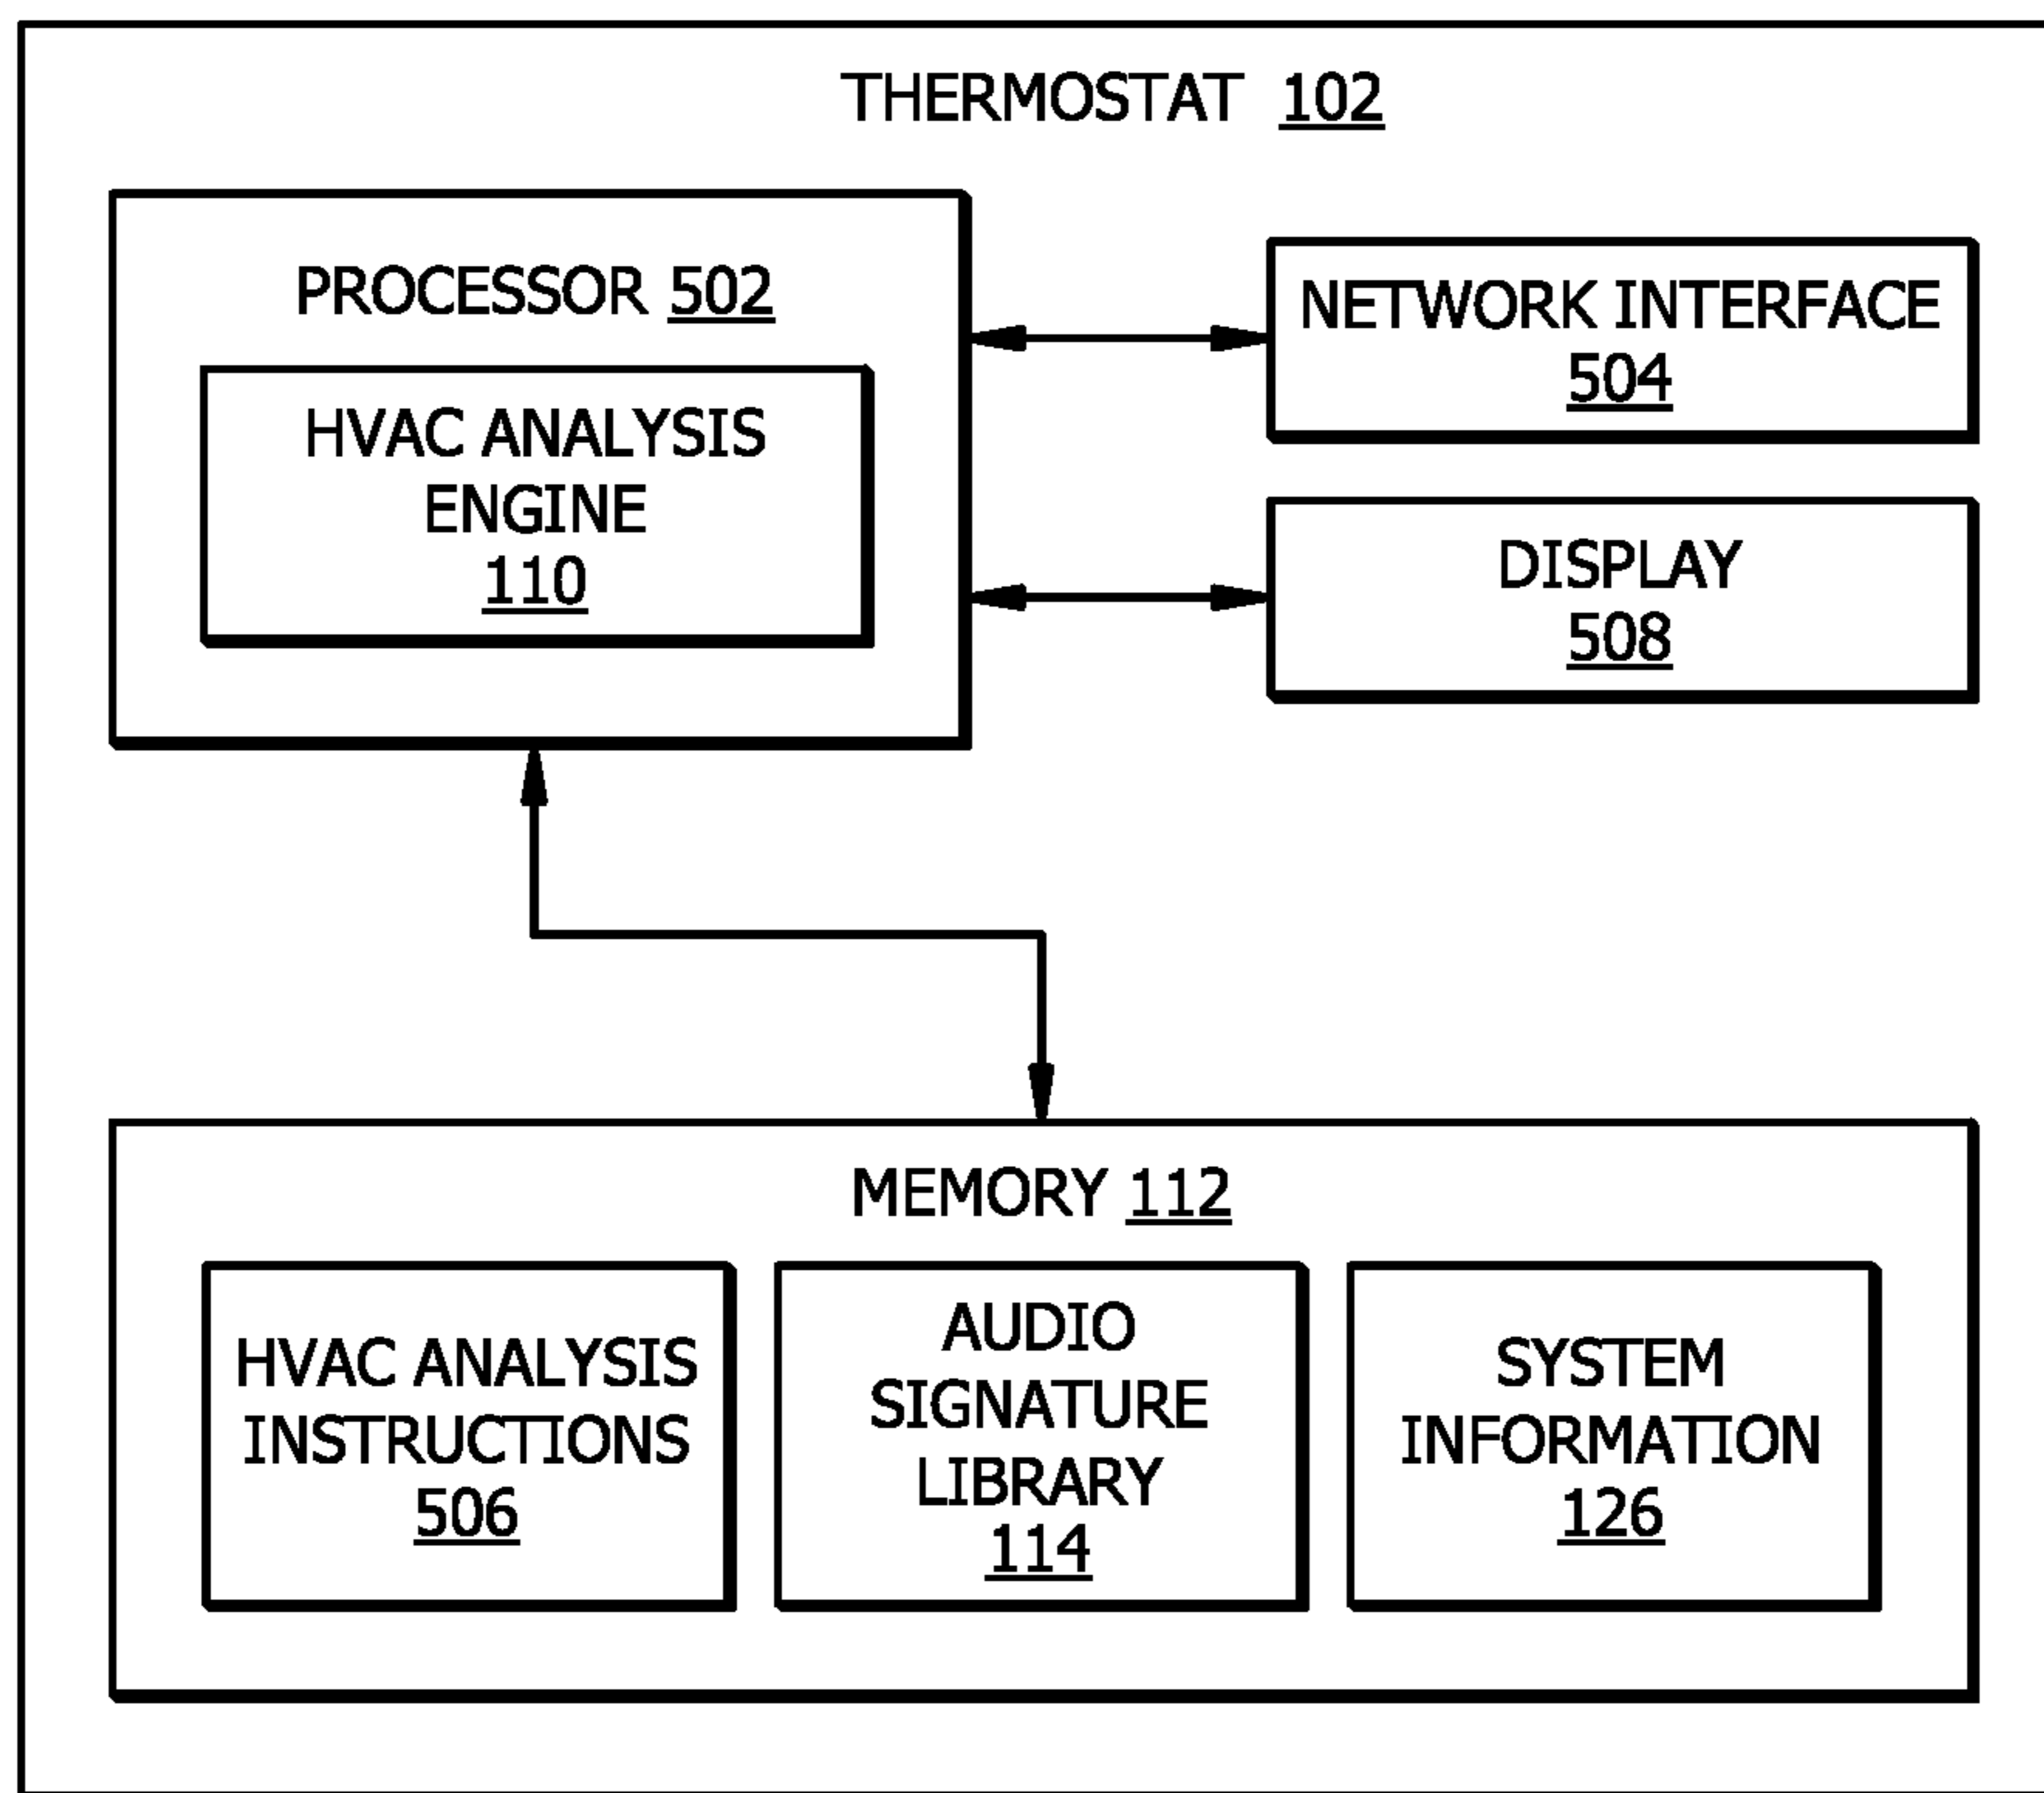 THERMOSTAT 102
PROCESSOR 502
HVAC ANALYSIS
ENGINE
110
NETWORK INTERFACE
504
DISPLAY
508
MEMORY 112
HVAC ANALYSIS
INSTRUCTIONS
506
AUDIO
SIGNATURE
LIBRARY
114
SYSTEM
INFORMATION
126